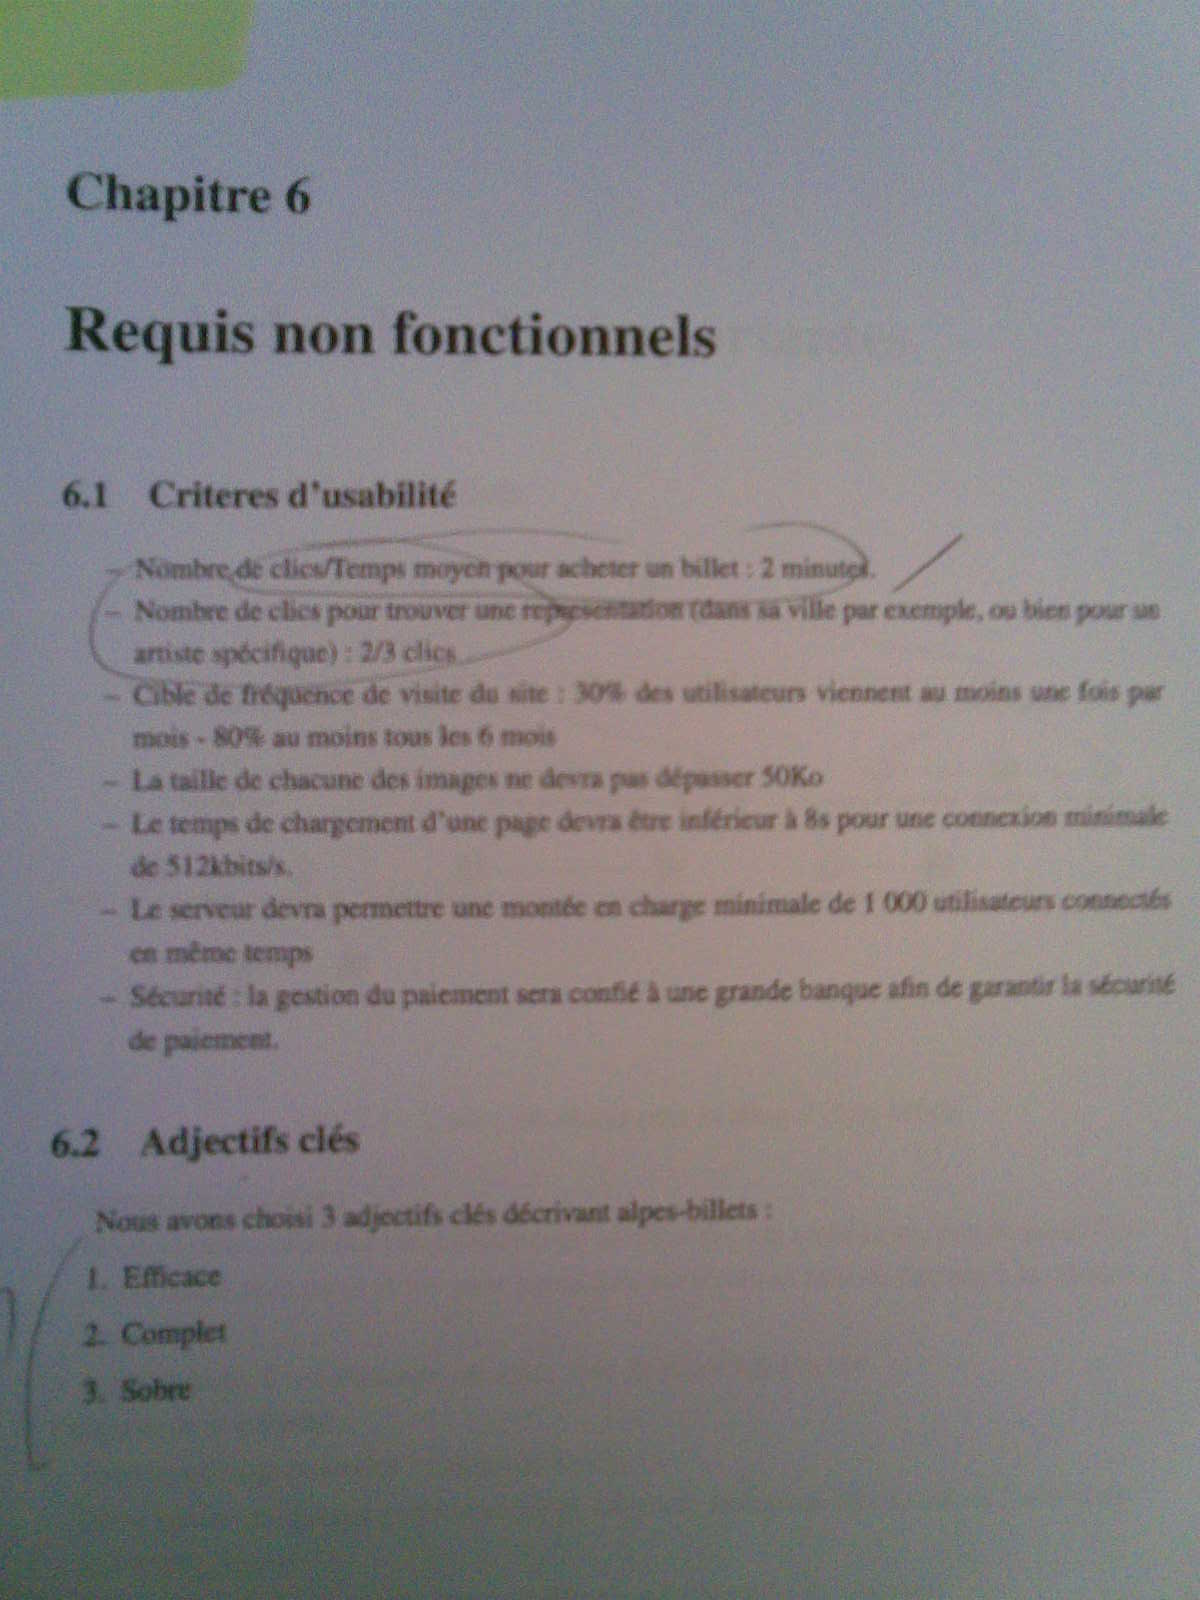 Chapitre 6
Requis non fonctionnels
6.1 Criteres d'usabilité
– Nombre de clics/Temps moyen pour acheter un billet : 2 minutes.
– Nombre de clics pour trouver une representation (dans sa ville par exemple, ou bien pour un
artiste spécifique) : 2/3 clics
– Cible de fréquence de visite du site : 30% des utilisateurs viennent au moins une fois par
mois - 80% au moins tous les 6 mois
– La taille de chacune des images ne devra pas dépasser 50Ko
– Le temps de chargement d'une page devra être inférieur à 8s pour une connexion minimale
de 512kbits/s.
– Le serveur devra permettre une montée en charge minimale de 1 000 utilisateurs connectés
en même temps
– Sécurité : la gestion du paiement sera confié à une grande banque afin de garantir la sécurité
de paiement.
6.2 Adjectifs clés
Nous avons choisi 3 adjectifs clés décrivant alpes-billets :
1. Efficace
2. Complet
3. Sobre